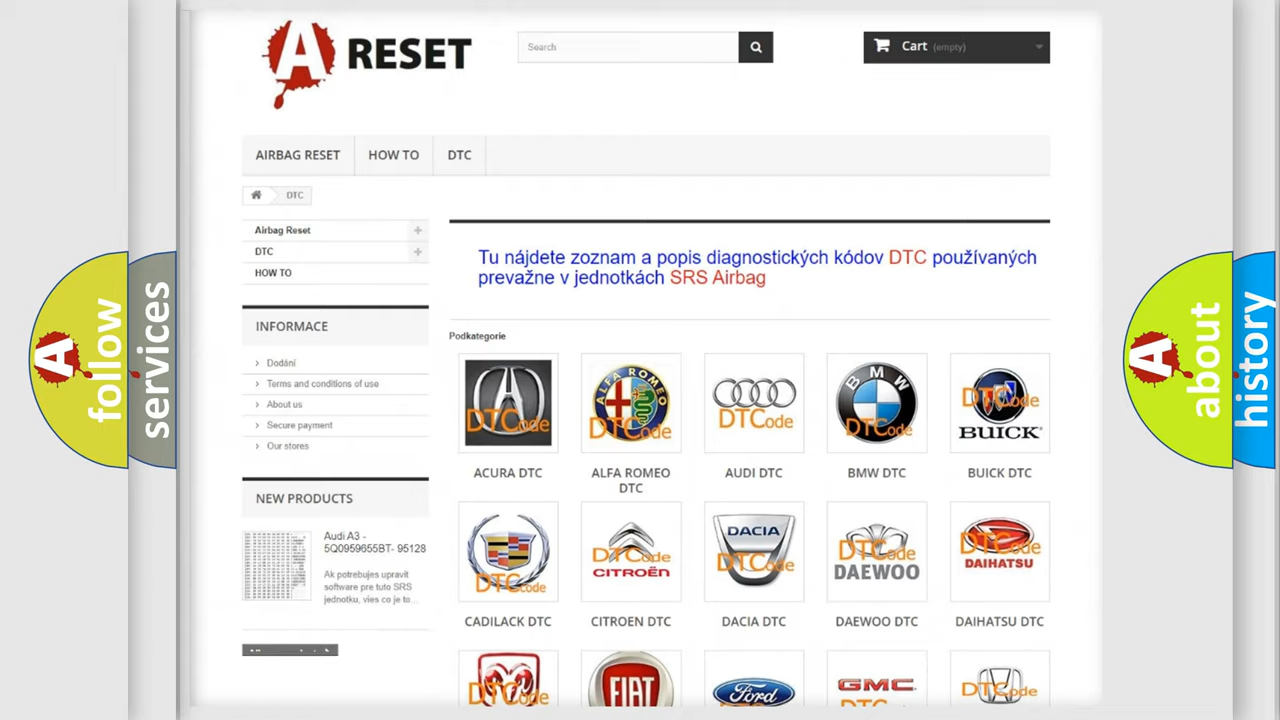 A RESET
Search
Cart (empty)
AIRBAG RESET
HOW TO
DTC
DTC
Airbag Reset
DTC
HOW TO
Tu nájdete zoznam a popis diagnostických kódov DTC používaných
prevažne v jednotkách SRS Airbag
INFORMACE
Dodání
Terms and conditions of use
About us
Secure payment
Our stores
NEW PRODUCTS
Audi A3 -
5Q0959655BT- 95128
Ak potrebujes upravit
software pre tuto SRS
jednotku, vies co je to...
Podkategorie
DTCode
ALFA ROMEO
DTCode
DTCode
BMW
DTCode
DTCode
BUICK
ACURA DTC
ALFA ROMEO
DTC
AUDI DTC
BMW DTC
BUICK DTC
DTCode
DTCode
CITROËN
DACIA
DTCode
DTCode
DAEWOO
DTCode
DAIHATSU
CADILACK DTC
CITROEN DTC
DACIA DTC
DAEWOO DTC
DAIHATSU DTC
DTCode
FIAT
Ford
GMC
DTCode
A follow
services
A about
history